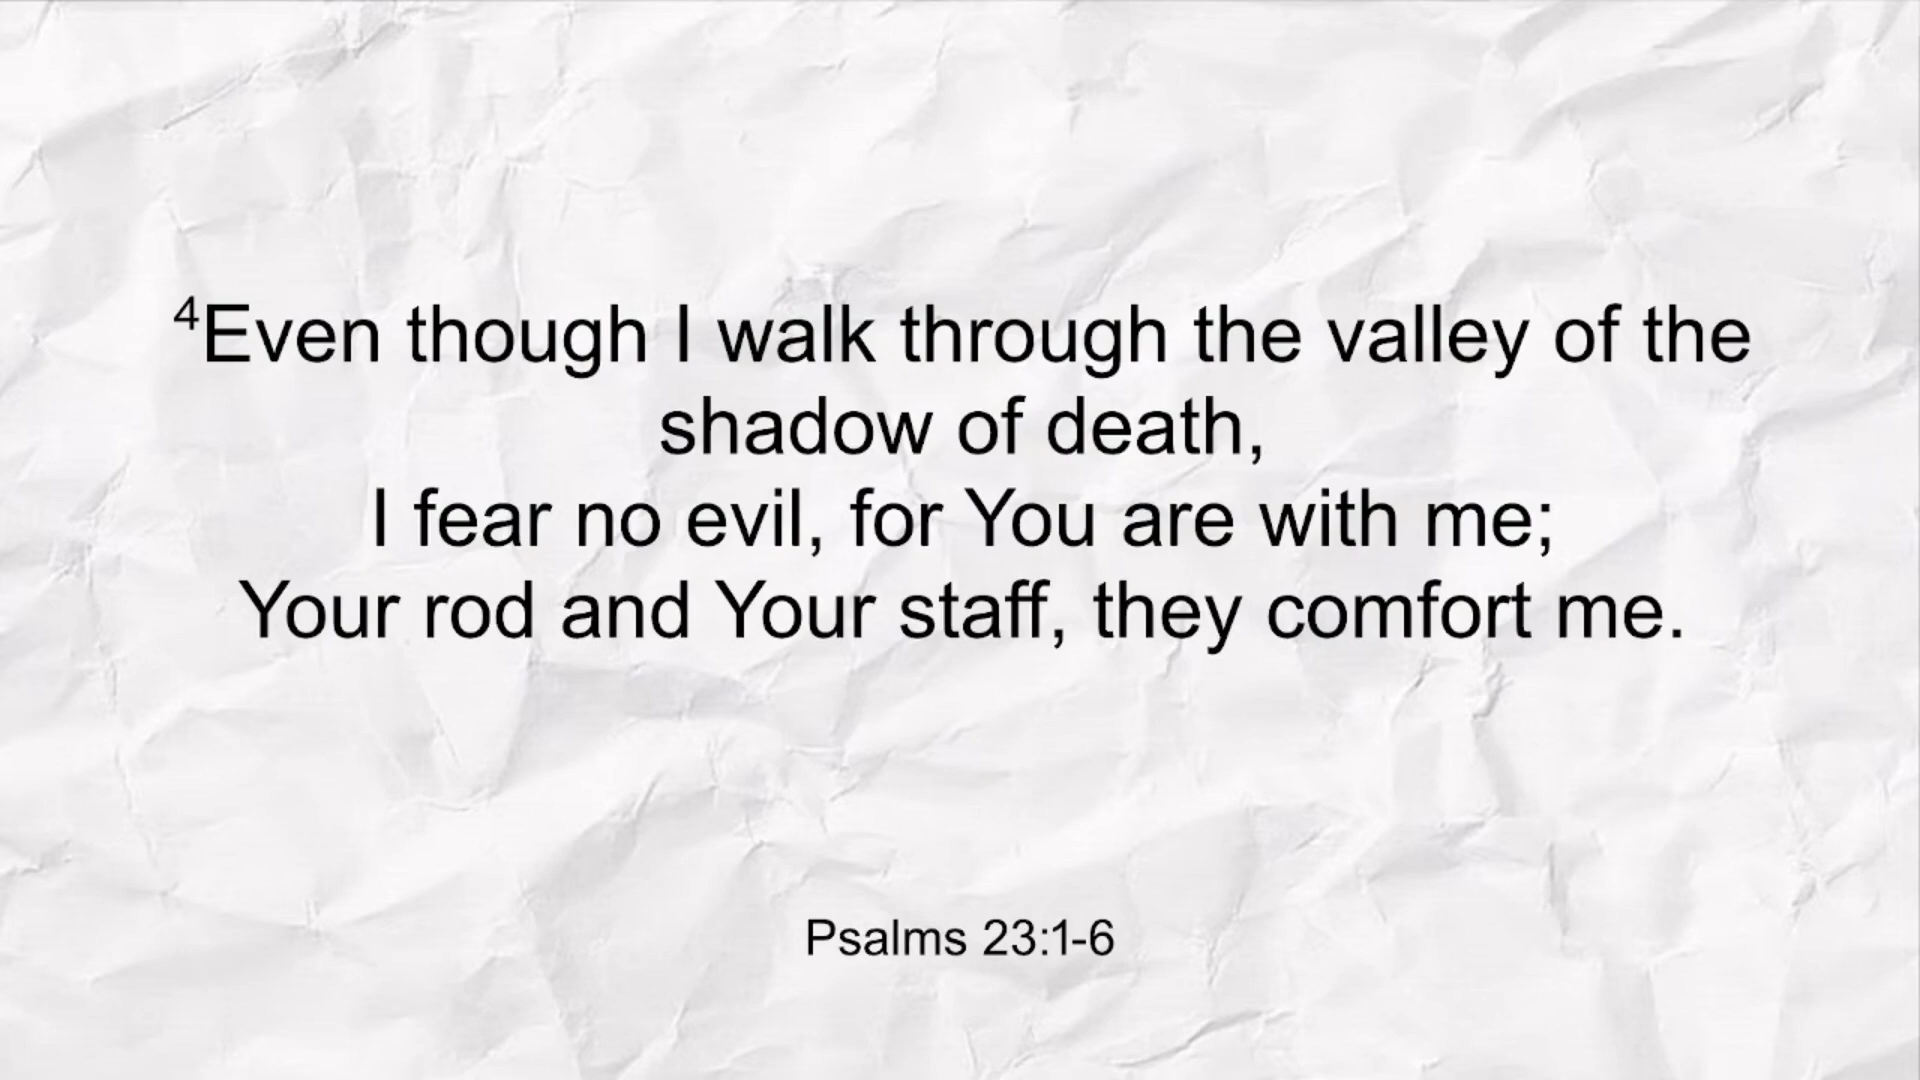 ⁴Even though I walk through the valley of the
shadow of death,
I fear no evil, for You are with me;
Your rod and Your staff, they comfort me.
Psalms 23:1-6